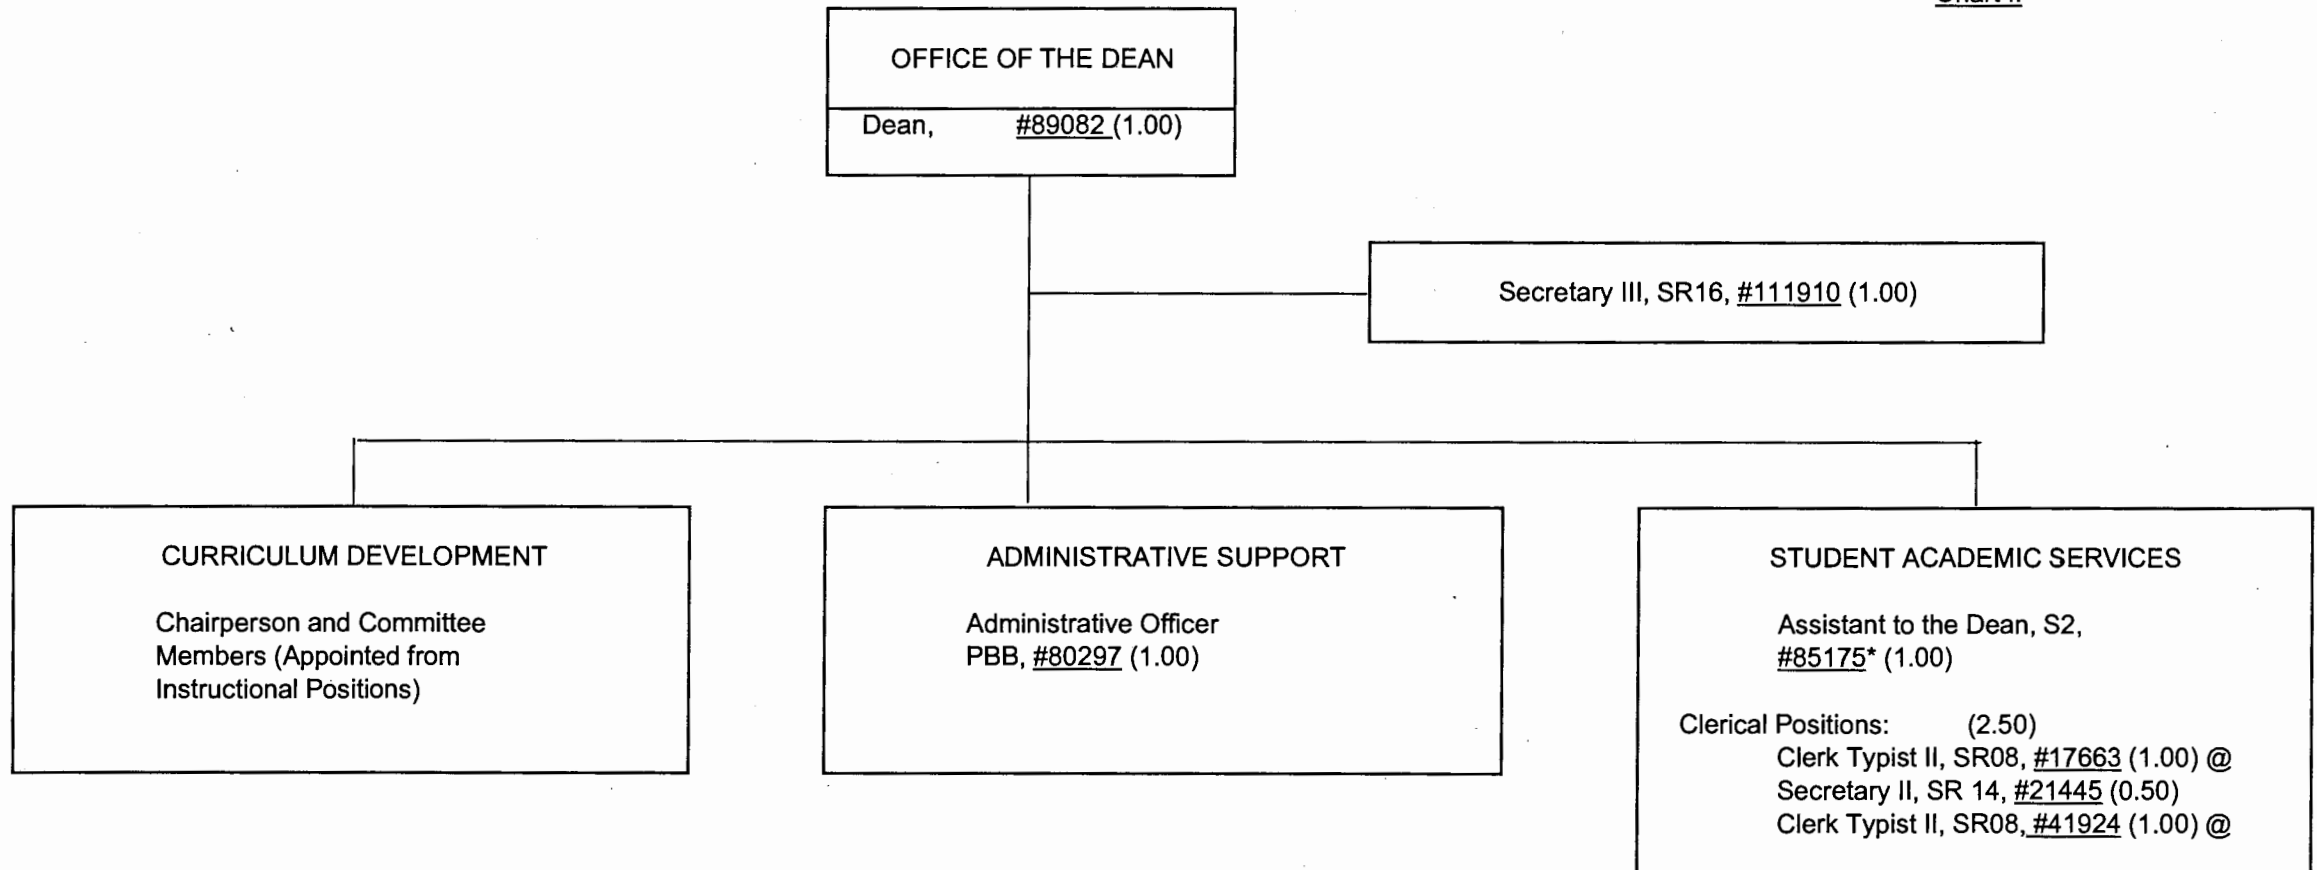 OFFICE OF THE DEAN
Dean, #89082 (1.00)
Secretary III, SR16, #111910 (1.00)
CURRICULUM DEVELOPMENT
Chairperson and Committee
Members (Appointed from
Instructional Positions)
ADMINISTRATIVE SUPPORT
Administrative Officer
PBB, #80297 (1.00)
STUDENT ACADEMIC SERVICES
Assistant to the Dean, S2,
#85175* (1.00)
Clerical Positions: (2.50)
Clerk Typist II, SR08, #17663 (1.00) @
Secretary II, SR 14, #21445 (0.50)
Clerk Typist II, SR08, #41924 (1.00) @